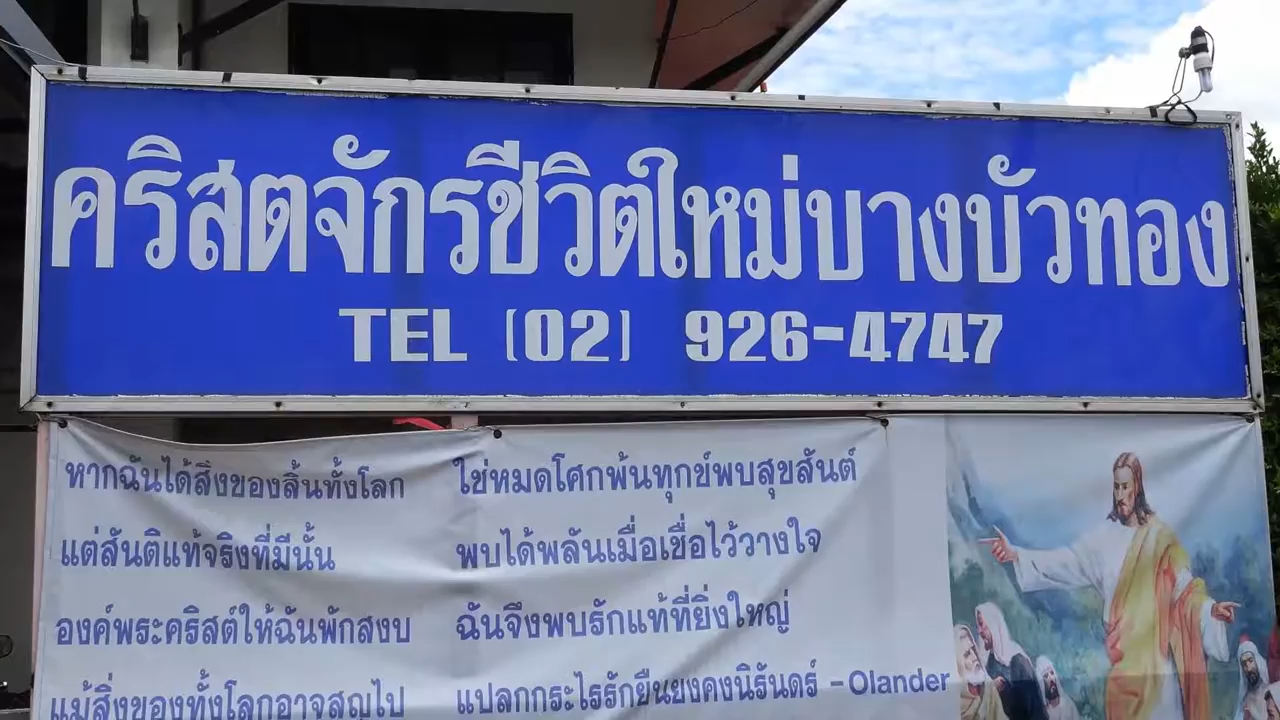 คริสตจักรชีวิตใหม่บางบัวทอง
TEL (02) 926-4747
หากฉันได้สิ่งของสิ้นทั้งโลก ใช่หมดโศกพ้นทุกข์พบสุขสันต์
แต่สันติแท้จริงที่มีนั้น พบได้พลันเมื่อเชื่อไว้วางใจ
องค์พระคริสต์ให้ฉันพักสงบ ฉันจึงพบรักแท้ที่ยิ่งใหญ่
แม้สิ่งของทั้งโลกอาจสูญไป แปลกกระไรรักยืนยงคงนิรันดร์ -Olander